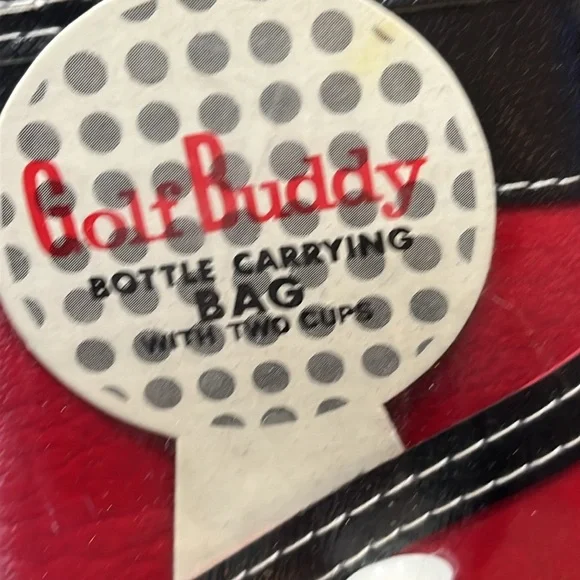 Golf Buddy
BOTTLE CARRYING
BAG
WITH TWO CUPS